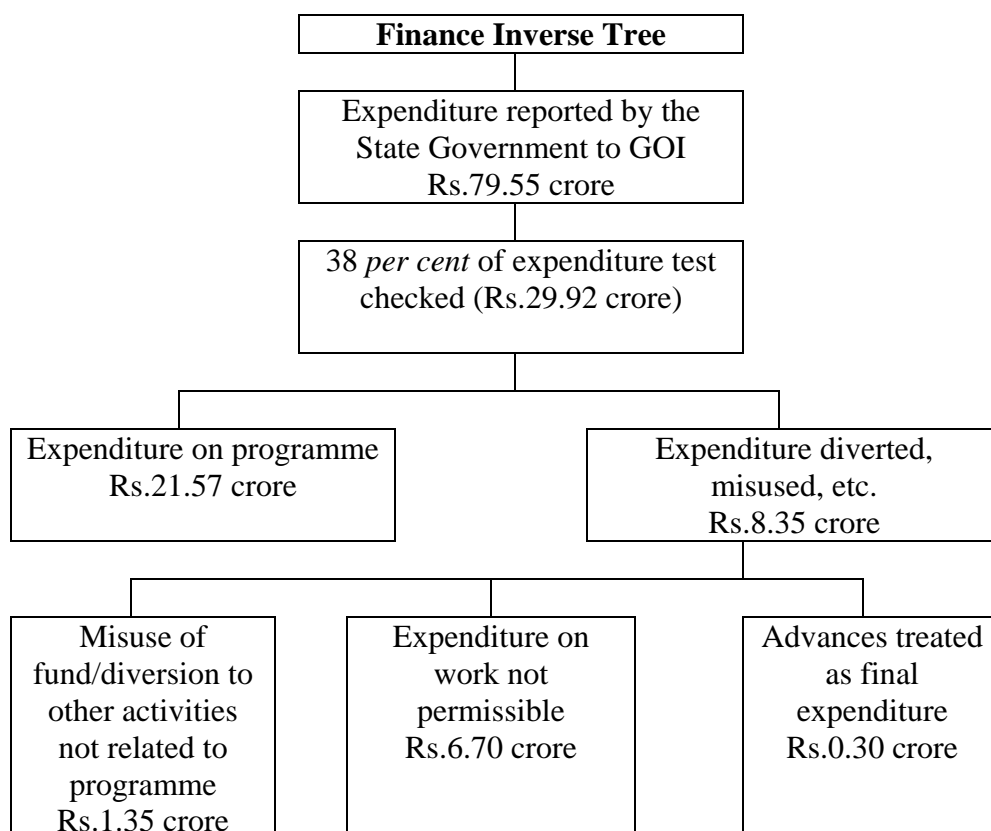 Finance Inverse Tree
Expenditure reported by the
State Government to GOI
Rs.79.55 crore
38 per cent of expenditure test
checked (Rs.29.92 crore)
Expenditure on programme
Rs.21.57 crore
Expenditure diverted,
misused, etc.
Rs.8.35 crore
Misuse of
fund/diversion to
other activities
not related to
programme
Rs.1.35 crore
Expenditure on
work not
permissible
Rs.6.70 crore
Advances treated
as final
expenditure
Rs.0.30 crore